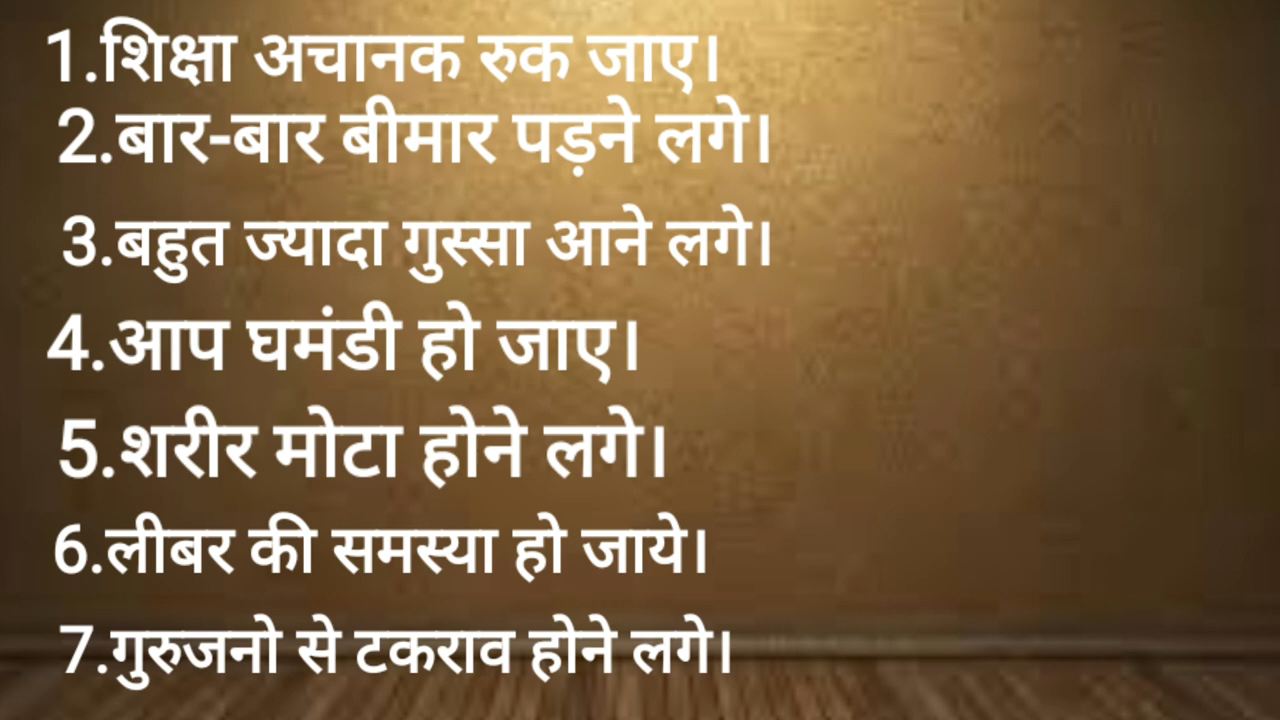 1.शिक्षा अचानक रुक जाए।
2.बार-बार बीमार पड़ने लगे।
3.बहुत ज्यादा गुस्सा आने लगे।
4.आप घमंडी हो जाए।
5.शरीर मोटा होने लगे।
6.लीबर की समस्या हो जाये।
7.गुरुजनो से टकराव होने लगे।